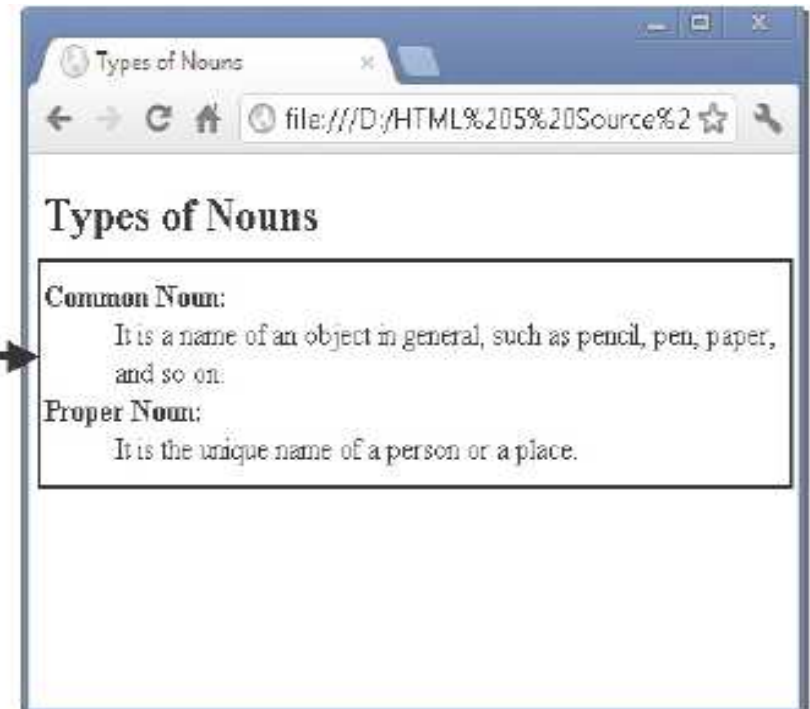 Types of Nouns
file:///D:/HTML%205%20Source%2
Types of Nouns
Common Noun:
It is a name of an object in general, such as pencil, pen, paper,
and so on.
Proper Noun:
It is the unique name of a person or a place.